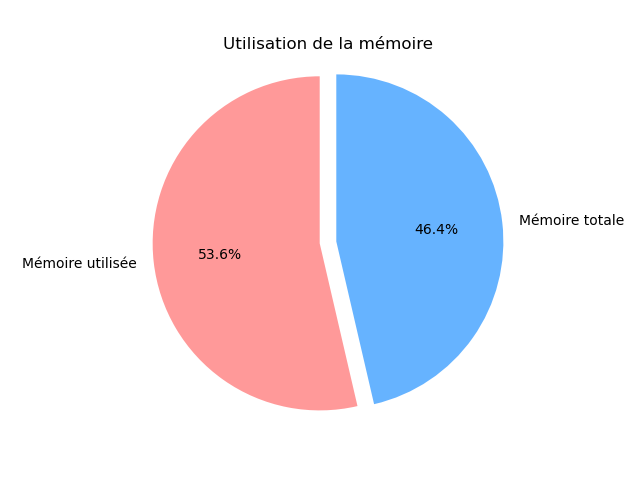 Utilisation de la mémoire
46.4%
Mémoire totale
53.6%
Mémoire utilisée